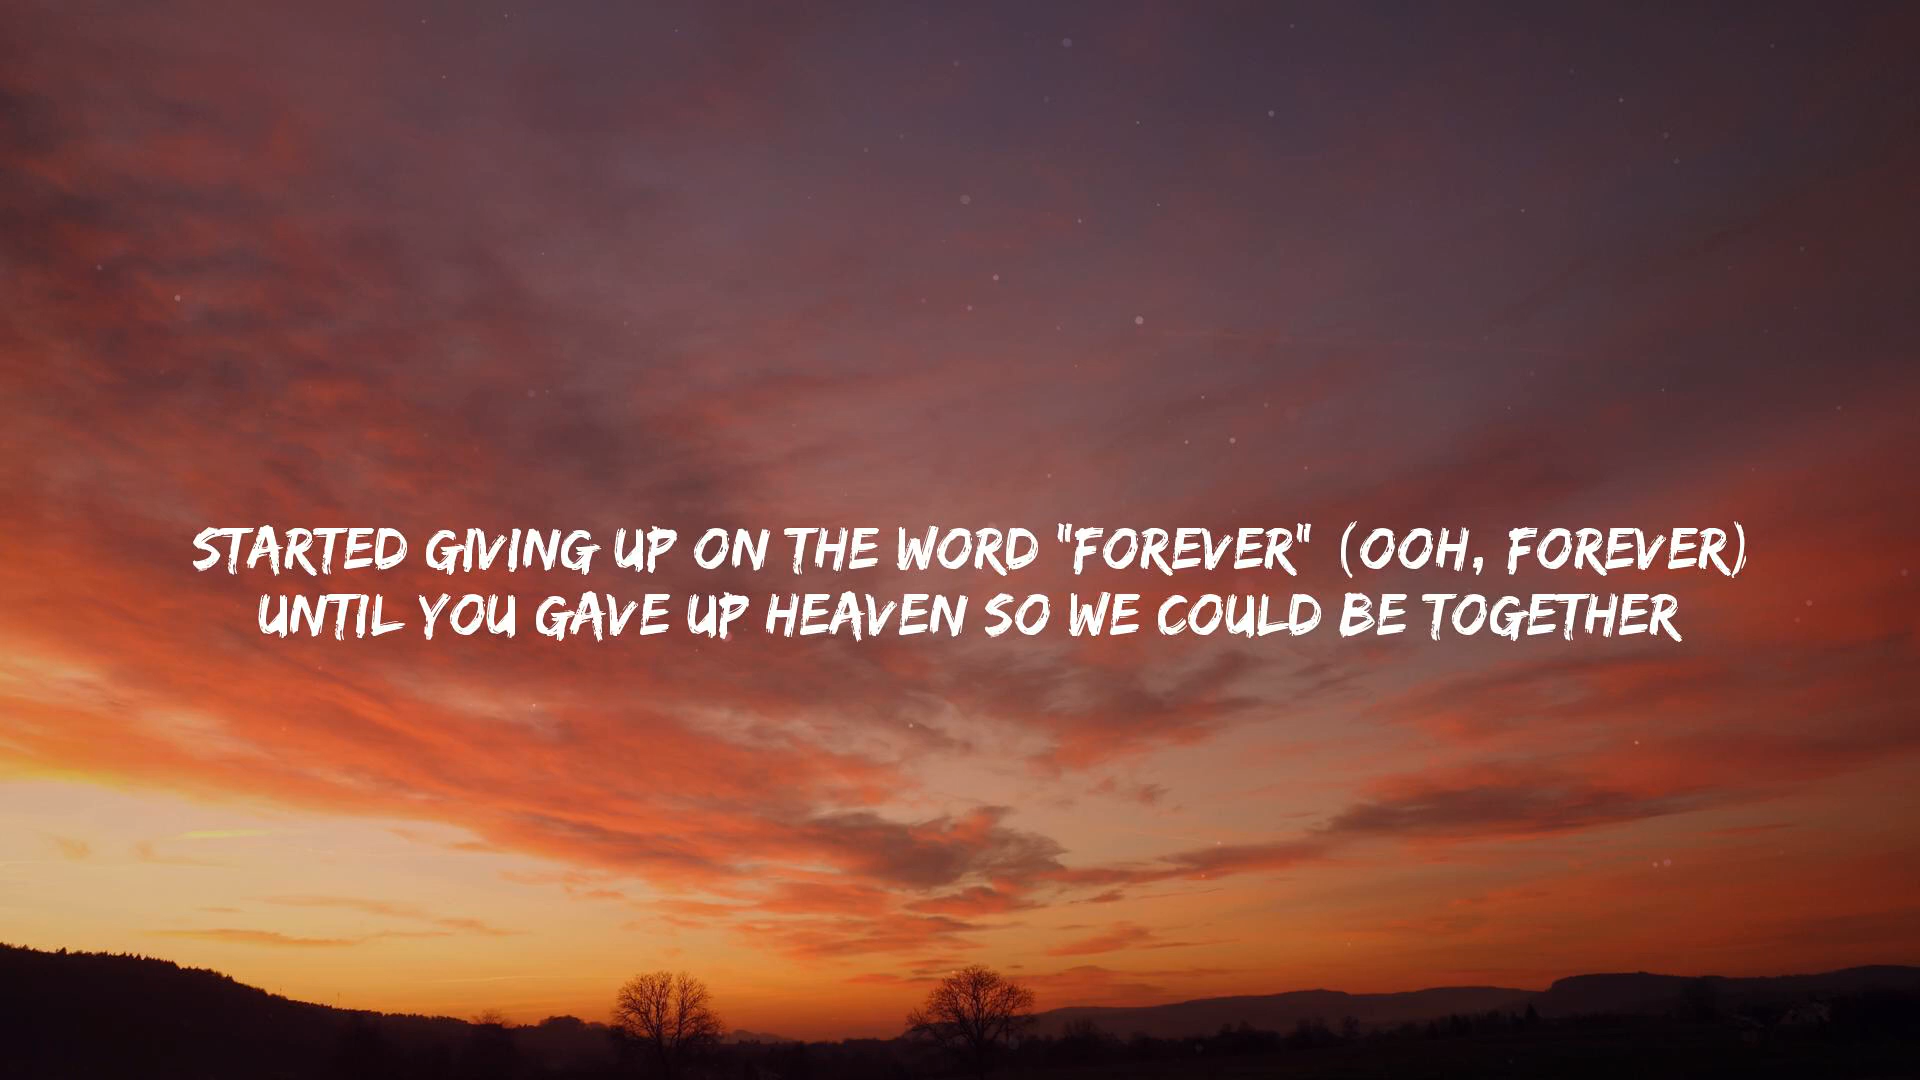 STARTED GIVING UP ON THE WORD "FOREVER" (OOH, FOREVER)
UNTIL YOU GAVE UP HEAVEN SO WE COULD BE TOGETHER